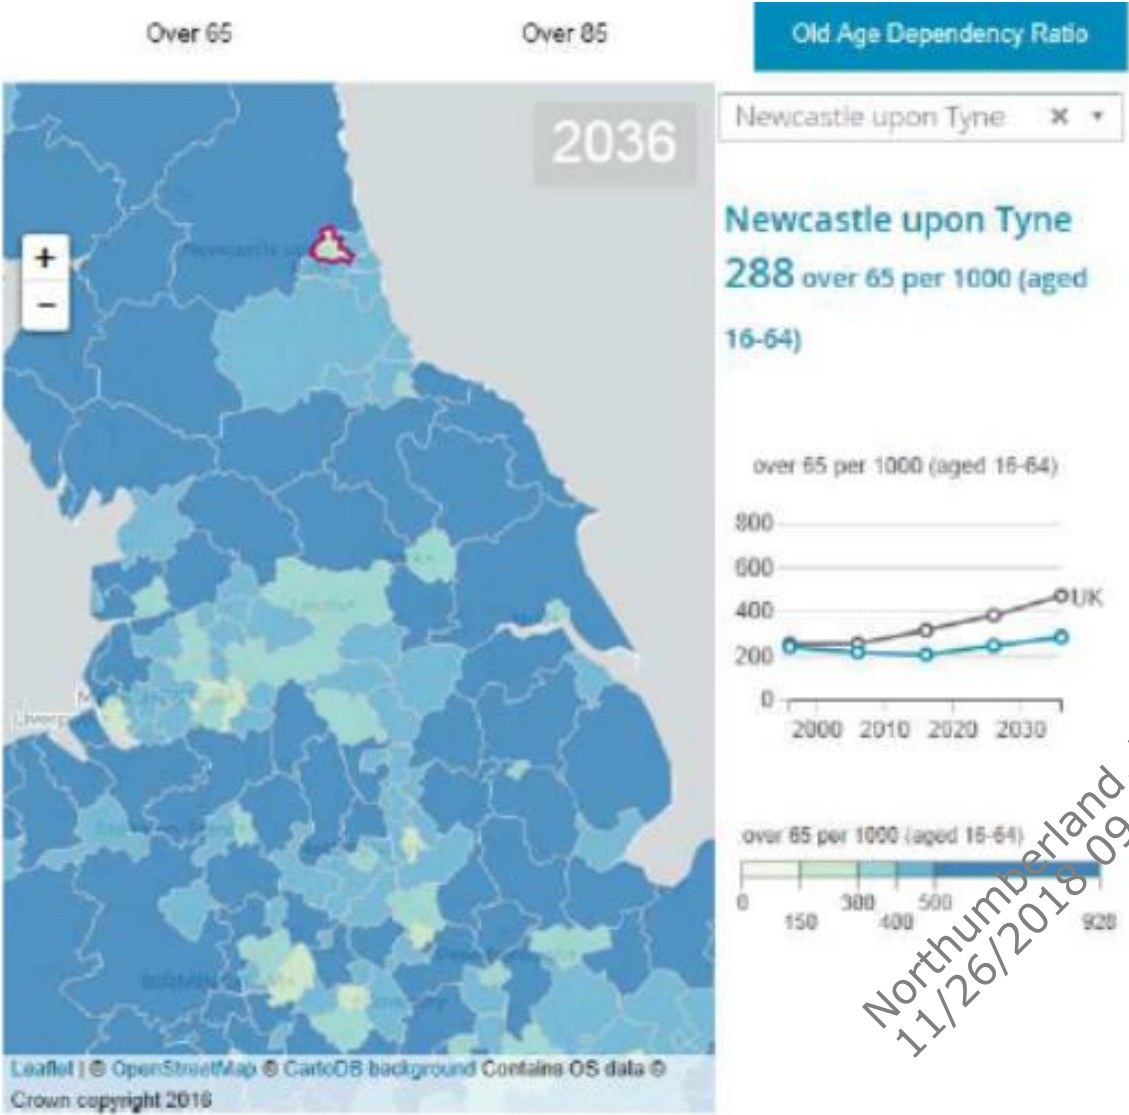 Over 65
Over 85
Old Age Dependency Ratio
2036
Newcastle upon Tyne × ▾
+
−
Newcastle upon Tyne
288 over 65 per 1000 (aged
16-64)
over 65 per 1000 (aged 16-64)
800
600
400
200
0
UK
2000 2010 2020 2030
over 65 per 1000 (aged 16-64)
0 150 300 400 500 928
Northumberland
11/26/2018 09
Leaflet | © OpenStreetMap © CartoDB background Contains OS data ©
Crown copyright 2016